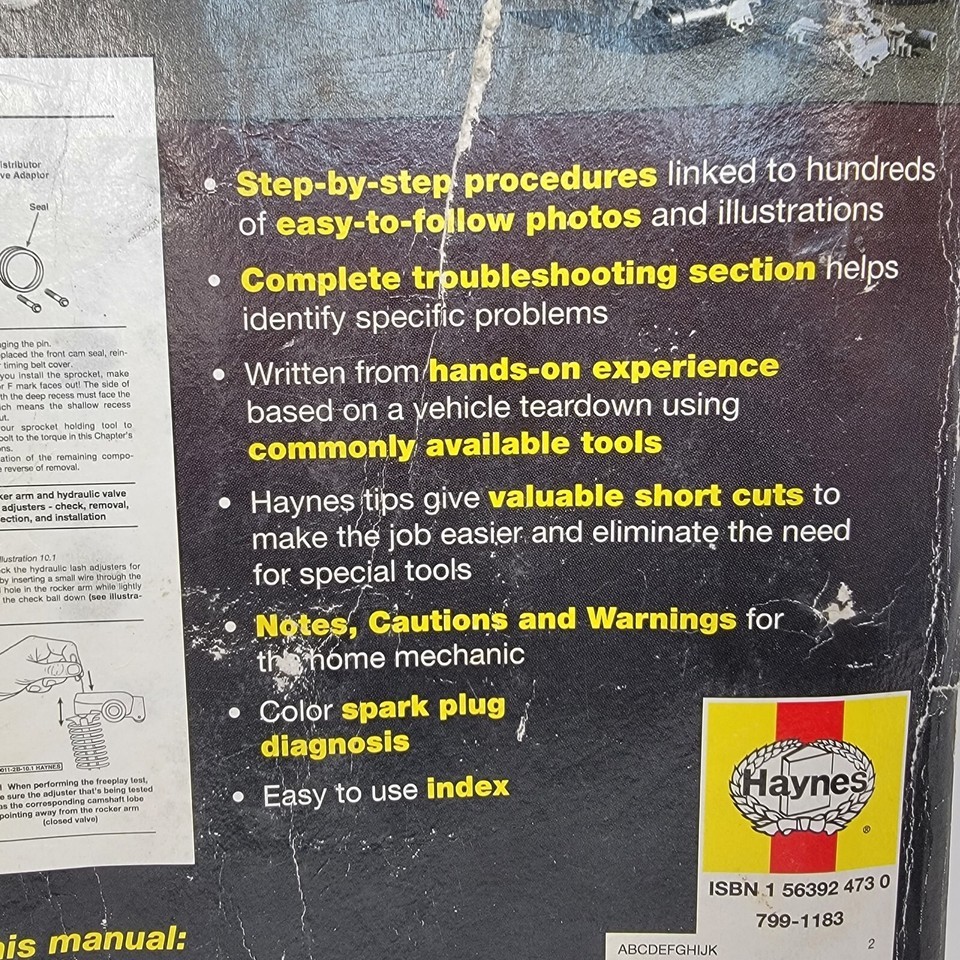 istributor
ve Adaptor
Seal
ging the pin.
placed the front cam seal, rein-
timing belt cover.
you install the sprocket, make
r F mark faces out! The side of
th the deep recess must face the
ch means the shallow recess
ut.
our sprocket holding tool to
bolt to the torque in this Chapter's
ns.
ation of the remaining compo-
reverse of removal.
ker arm and hydraulic valve
adjusters - check, removal,
ection, and installation
llustration 10.1
ck the hydraulic lash adjusters for
by inserting a small wire through the
hole in the rocker arm while lightly
the check ball down (see illustra-
011-2B-10.1 HAYNES
When performing the freeplay test,
e sure the adjuster that's being tested
as the corresponding camshaft lobe
pointing away from the rocker arm
(closed valve)
his manual:
• Step-by-step procedures linked to hundreds
of easy-to-follow photos and illustrations
• Complete troubleshooting section helps
identify specific problems
• Written from hands-on experience
based on a vehicle teardown using
commonly available tools
• Haynes tips give valuable short cuts to
make the job easier and eliminate the need
for special tools
• Notes, Cautions and Warnings for
the home mechanic
• Color spark plug
diagnosis
• Easy to use index
Haynes
®
ISBN 1 56392 473 0
799-1183
ABCDEFGHIJK
2